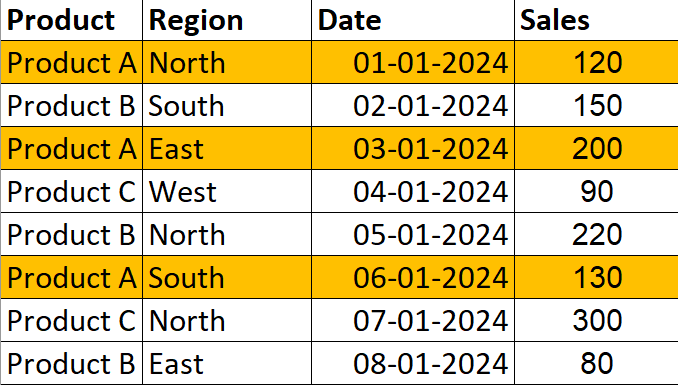 Product Region Date Sales
Product A North 01-01-2024 120
Product B South 02-01-2024 150
Product A East 03-01-2024 200
Product C West 04-01-2024 90
Product B North 05-01-2024 220
Product A South 06-01-2024 130
Product C North 07-01-2024 300
Product B East 08-01-2024 80